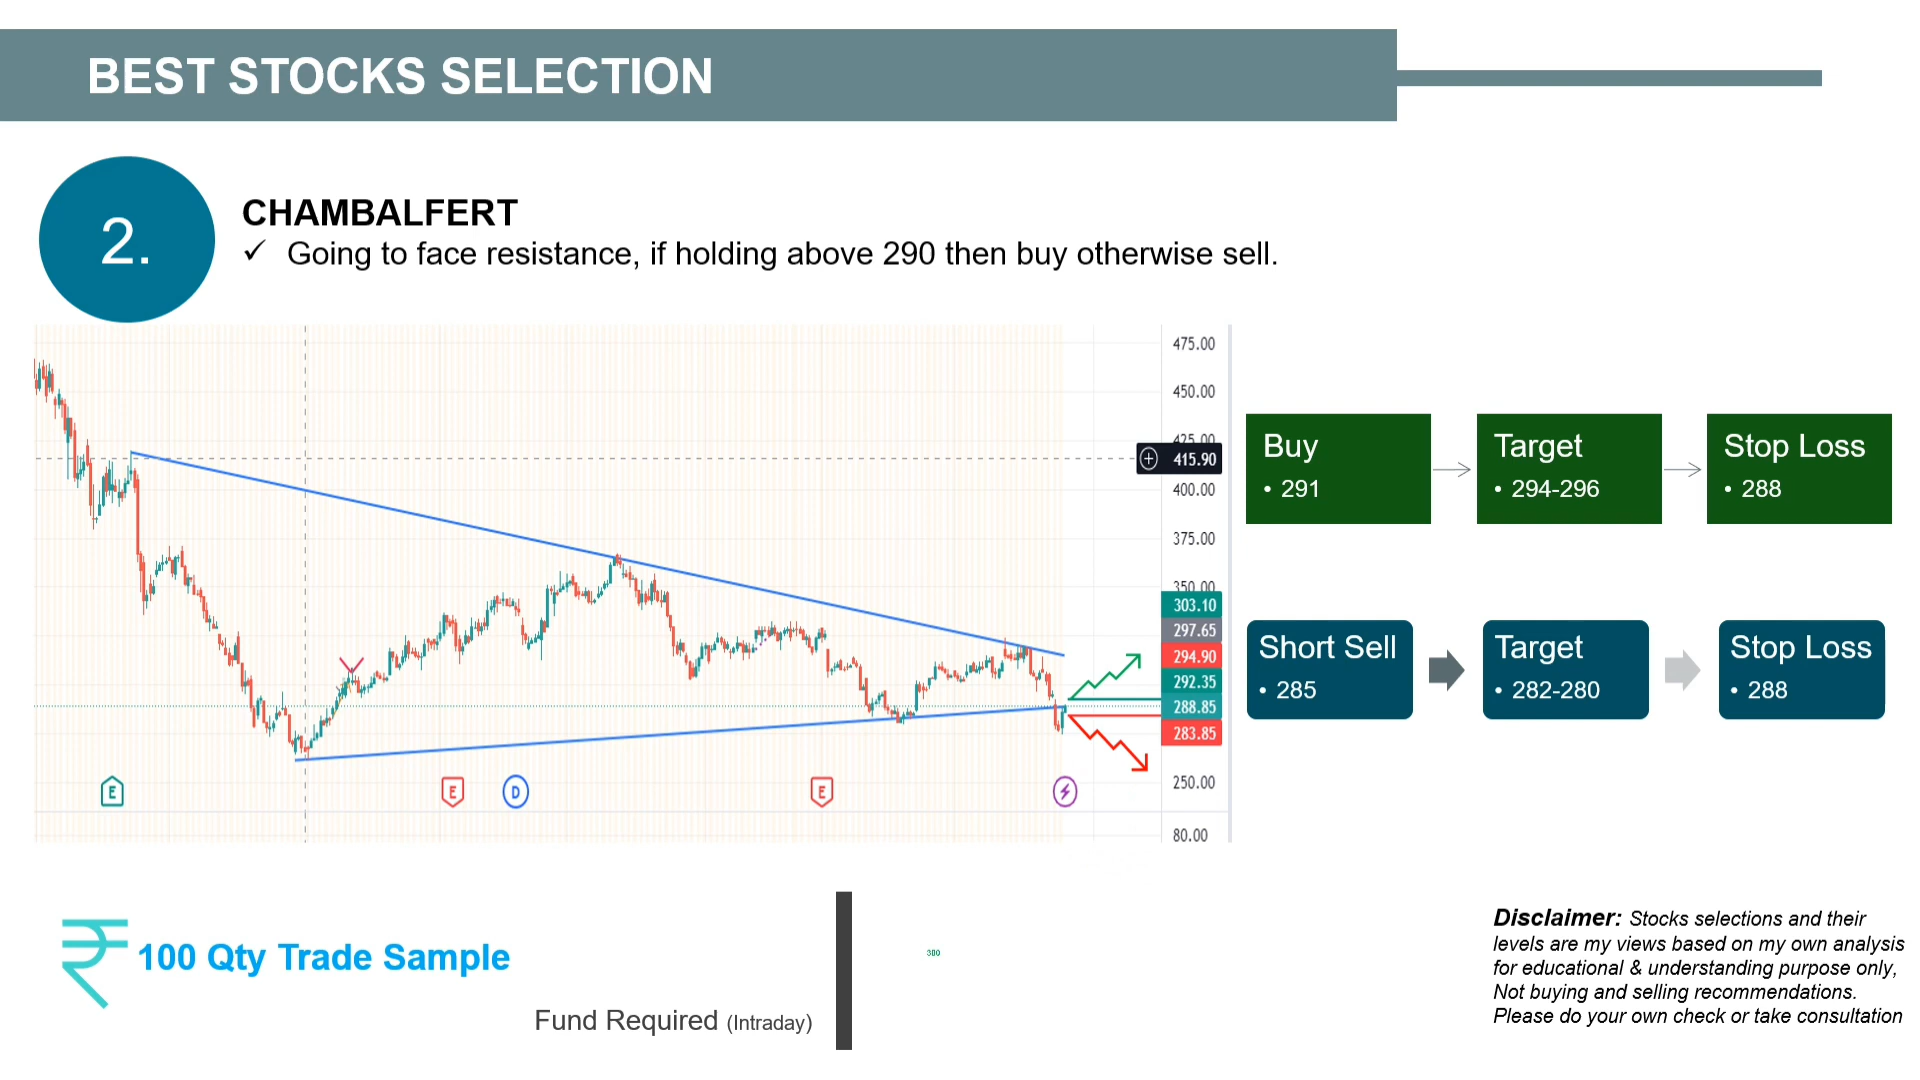 BEST STOCKS SELECTION
2.
CHAMBALFERT
✓ Going to face resistance, if holding above 290 then buy otherwise sell.
475.00
450.00
425.00
415.90
400.00
375.00
350.00
303.10
297.65
294.90
292.35
288.85
283.85
250.00
80.00
E
E
D
E
Buy
• 291
Target
• 294-296
Stop Loss
• 288
Short Sell
• 285
Target
• 282-280
Stop Loss
• 288
₹ 100 Qty Trade Sample
Fund Required (Intraday)
300
Disclaimer: Stocks selections and their
levels are my views based on my own analysis
for educational & understanding purpose only,
Not buying and selling recommendations.
Please do your own check or take consultation